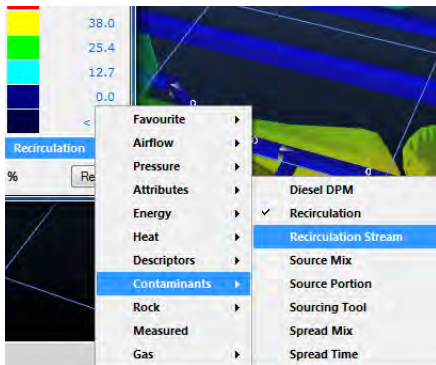 38.0
25.4
12.7
0.0
<
Recirculation
%
Re
Favourite
Airflow
Pressure
Attributes
Energy
Heat
Descriptors
Contaminants
Rock
Measured
Gas
Diesel DPM
✓ Recirculation
Recirculation Stream
Source Mix
Source Portion
Sourcing Tool
Spread Mix
Spread Time